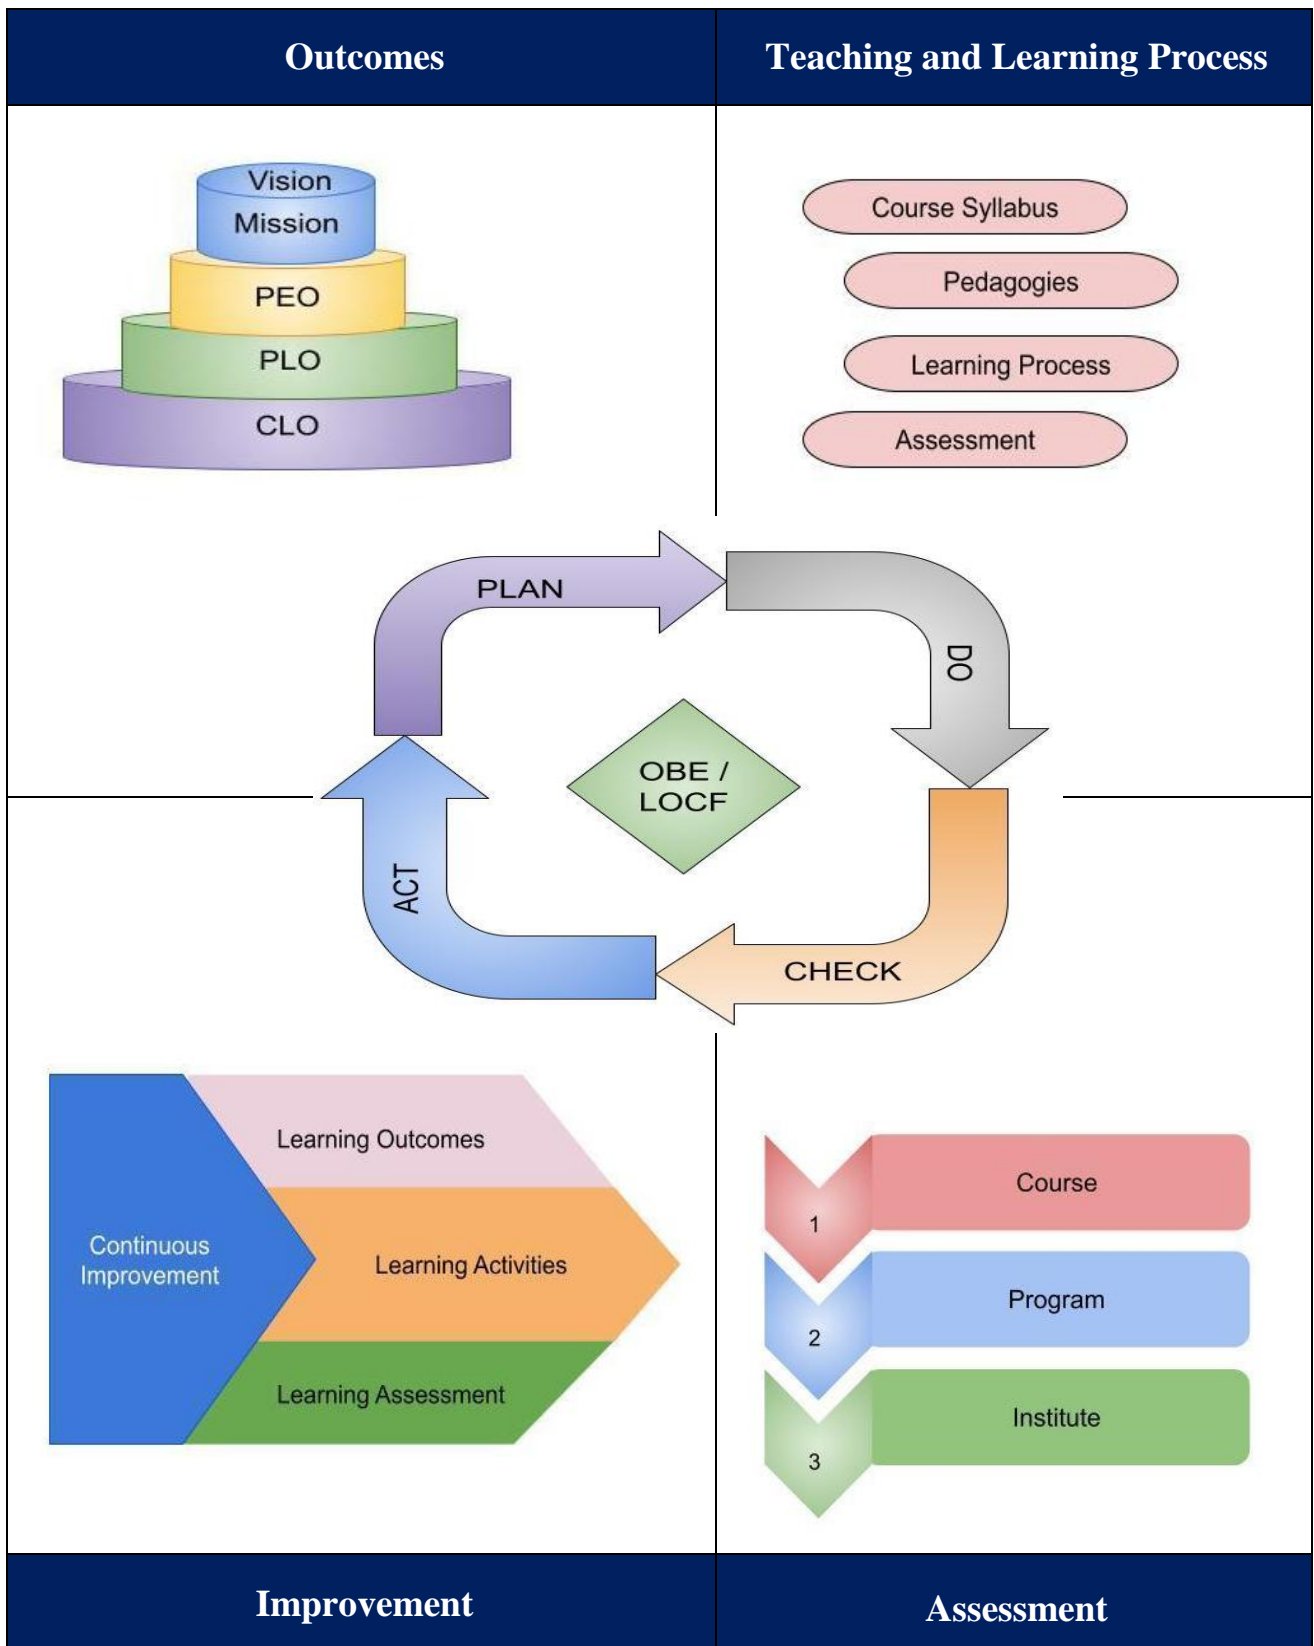 Outcomes
Teaching and Learning Process
Vision
Mission
PEO
PLO
CLO
Course Syllabus
Pedagogies
Learning Process
Assessment
PLAN
DO
OBE /
LOCF
ACT
CHECK
Continuous
Improvement
Learning Outcomes
Learning Activities
Learning Assessment
1
Course
2
Program
3
Institute
Improvement
Assessment